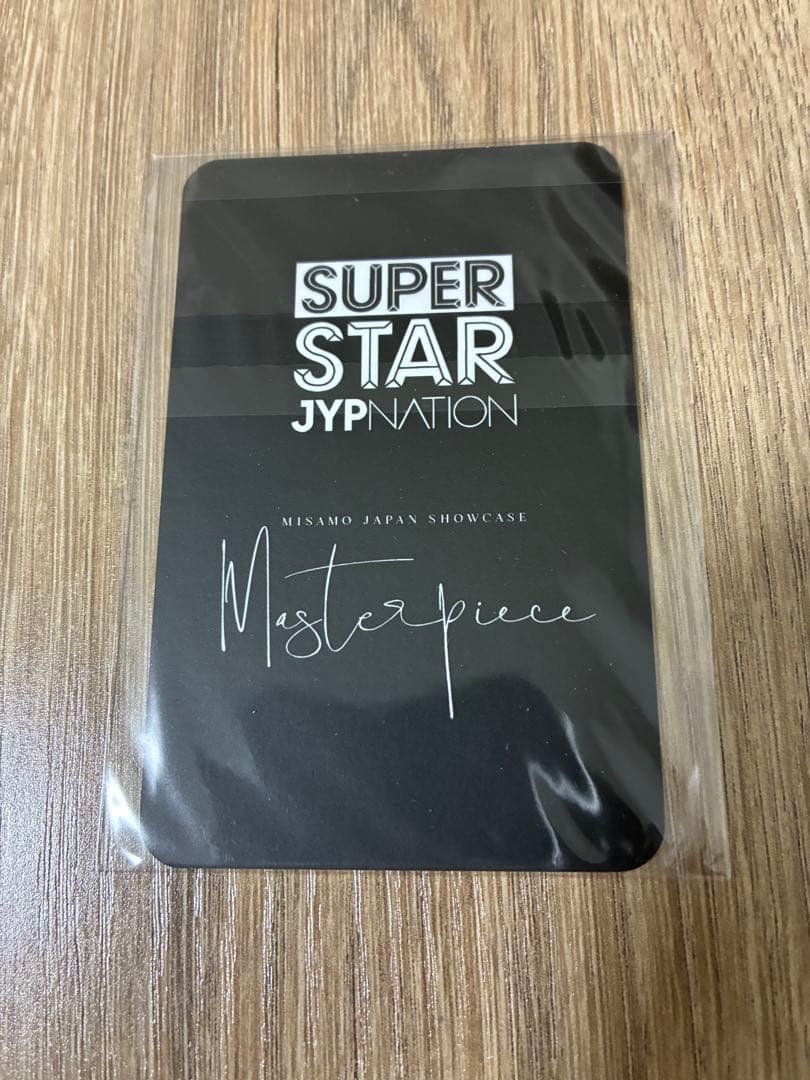 SUPER
STAR
JYPNATION
MISAMO JAPAN SHOWCASE
Masterpiece